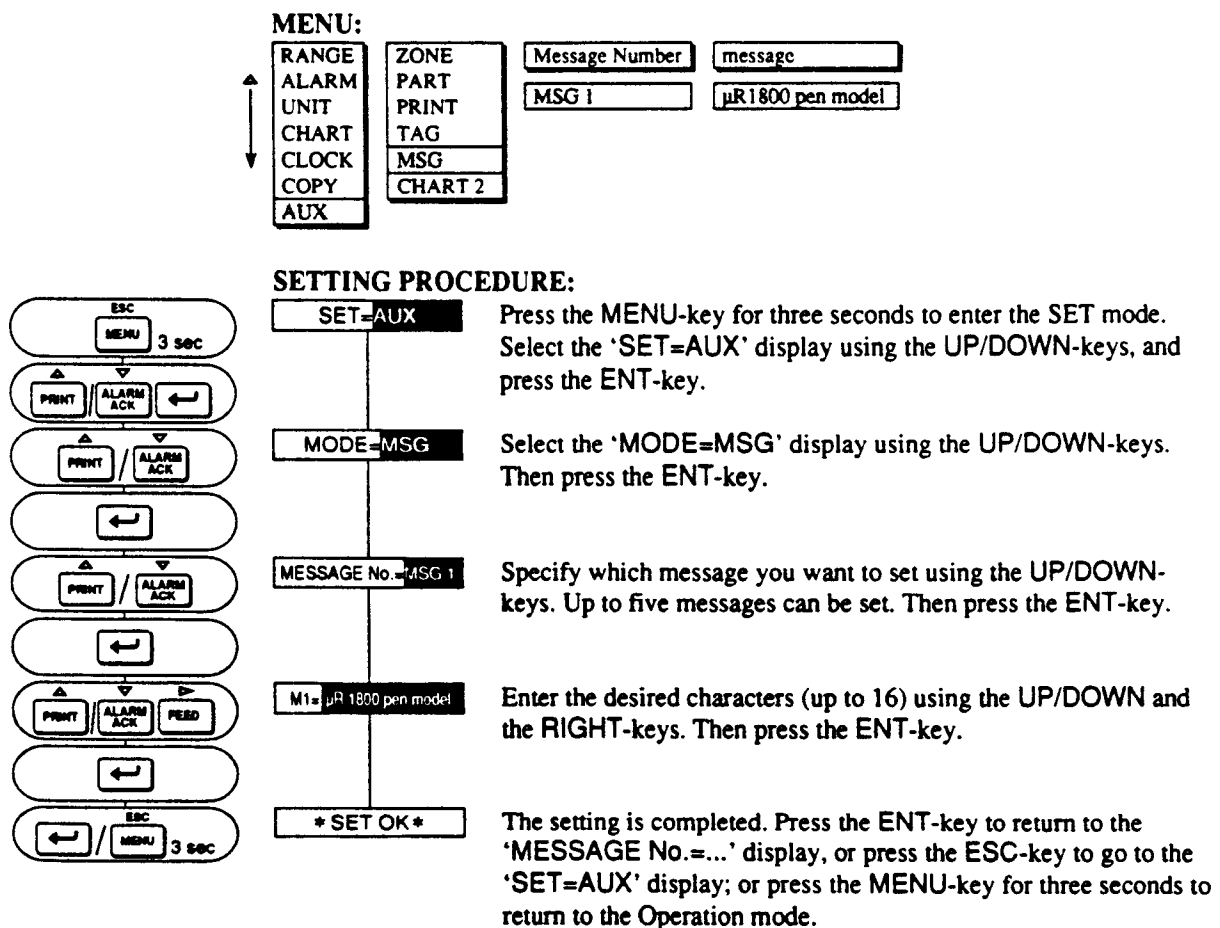 MENU:
RANGE
ALARM
UNIT
CHART
CLOCK
COPY
AUX
ZONE
PART
PRINT
TAG
MSG
CHART 2
Message Number
MSG 1
message
µR1800 pen model
SETTING PROCEDURE:
ESC
MENU 3 sec
SET=AUX
Press the MENU-key for three seconds to enter the SET mode.
Select the ‘SET=AUX’ display using the UP/DOWN-keys, and
press the ENT-key.
PRINT / ALARM ACK
PRINT / ALARM ACK
MODE=MSG
Select the ‘MODE=MSG’ display using the UP/DOWN-keys.
Then press the ENT-key.
PRINT / ALARM ACK
MESSAGE No.=MSG 1
Specify which message you want to set using the UP/DOWN-
keys. Up to five messages can be set. Then press the ENT-key.
PRINT / ALARM ACK FEED
M1= µR 1800 pen model
Enter the desired characters (up to 16) using the UP/DOWN and
the RIGHT-keys. Then press the ENT-key.
ESC
/ MENU 3 sec
*SET OK*
The setting is completed. Press the ENT-key to return to the
‘MESSAGE No.=...’ display, or press the ESC-key to go to the
‘SET=AUX’ display; or press the MENU-key for three seconds to
return to the Operation mode.